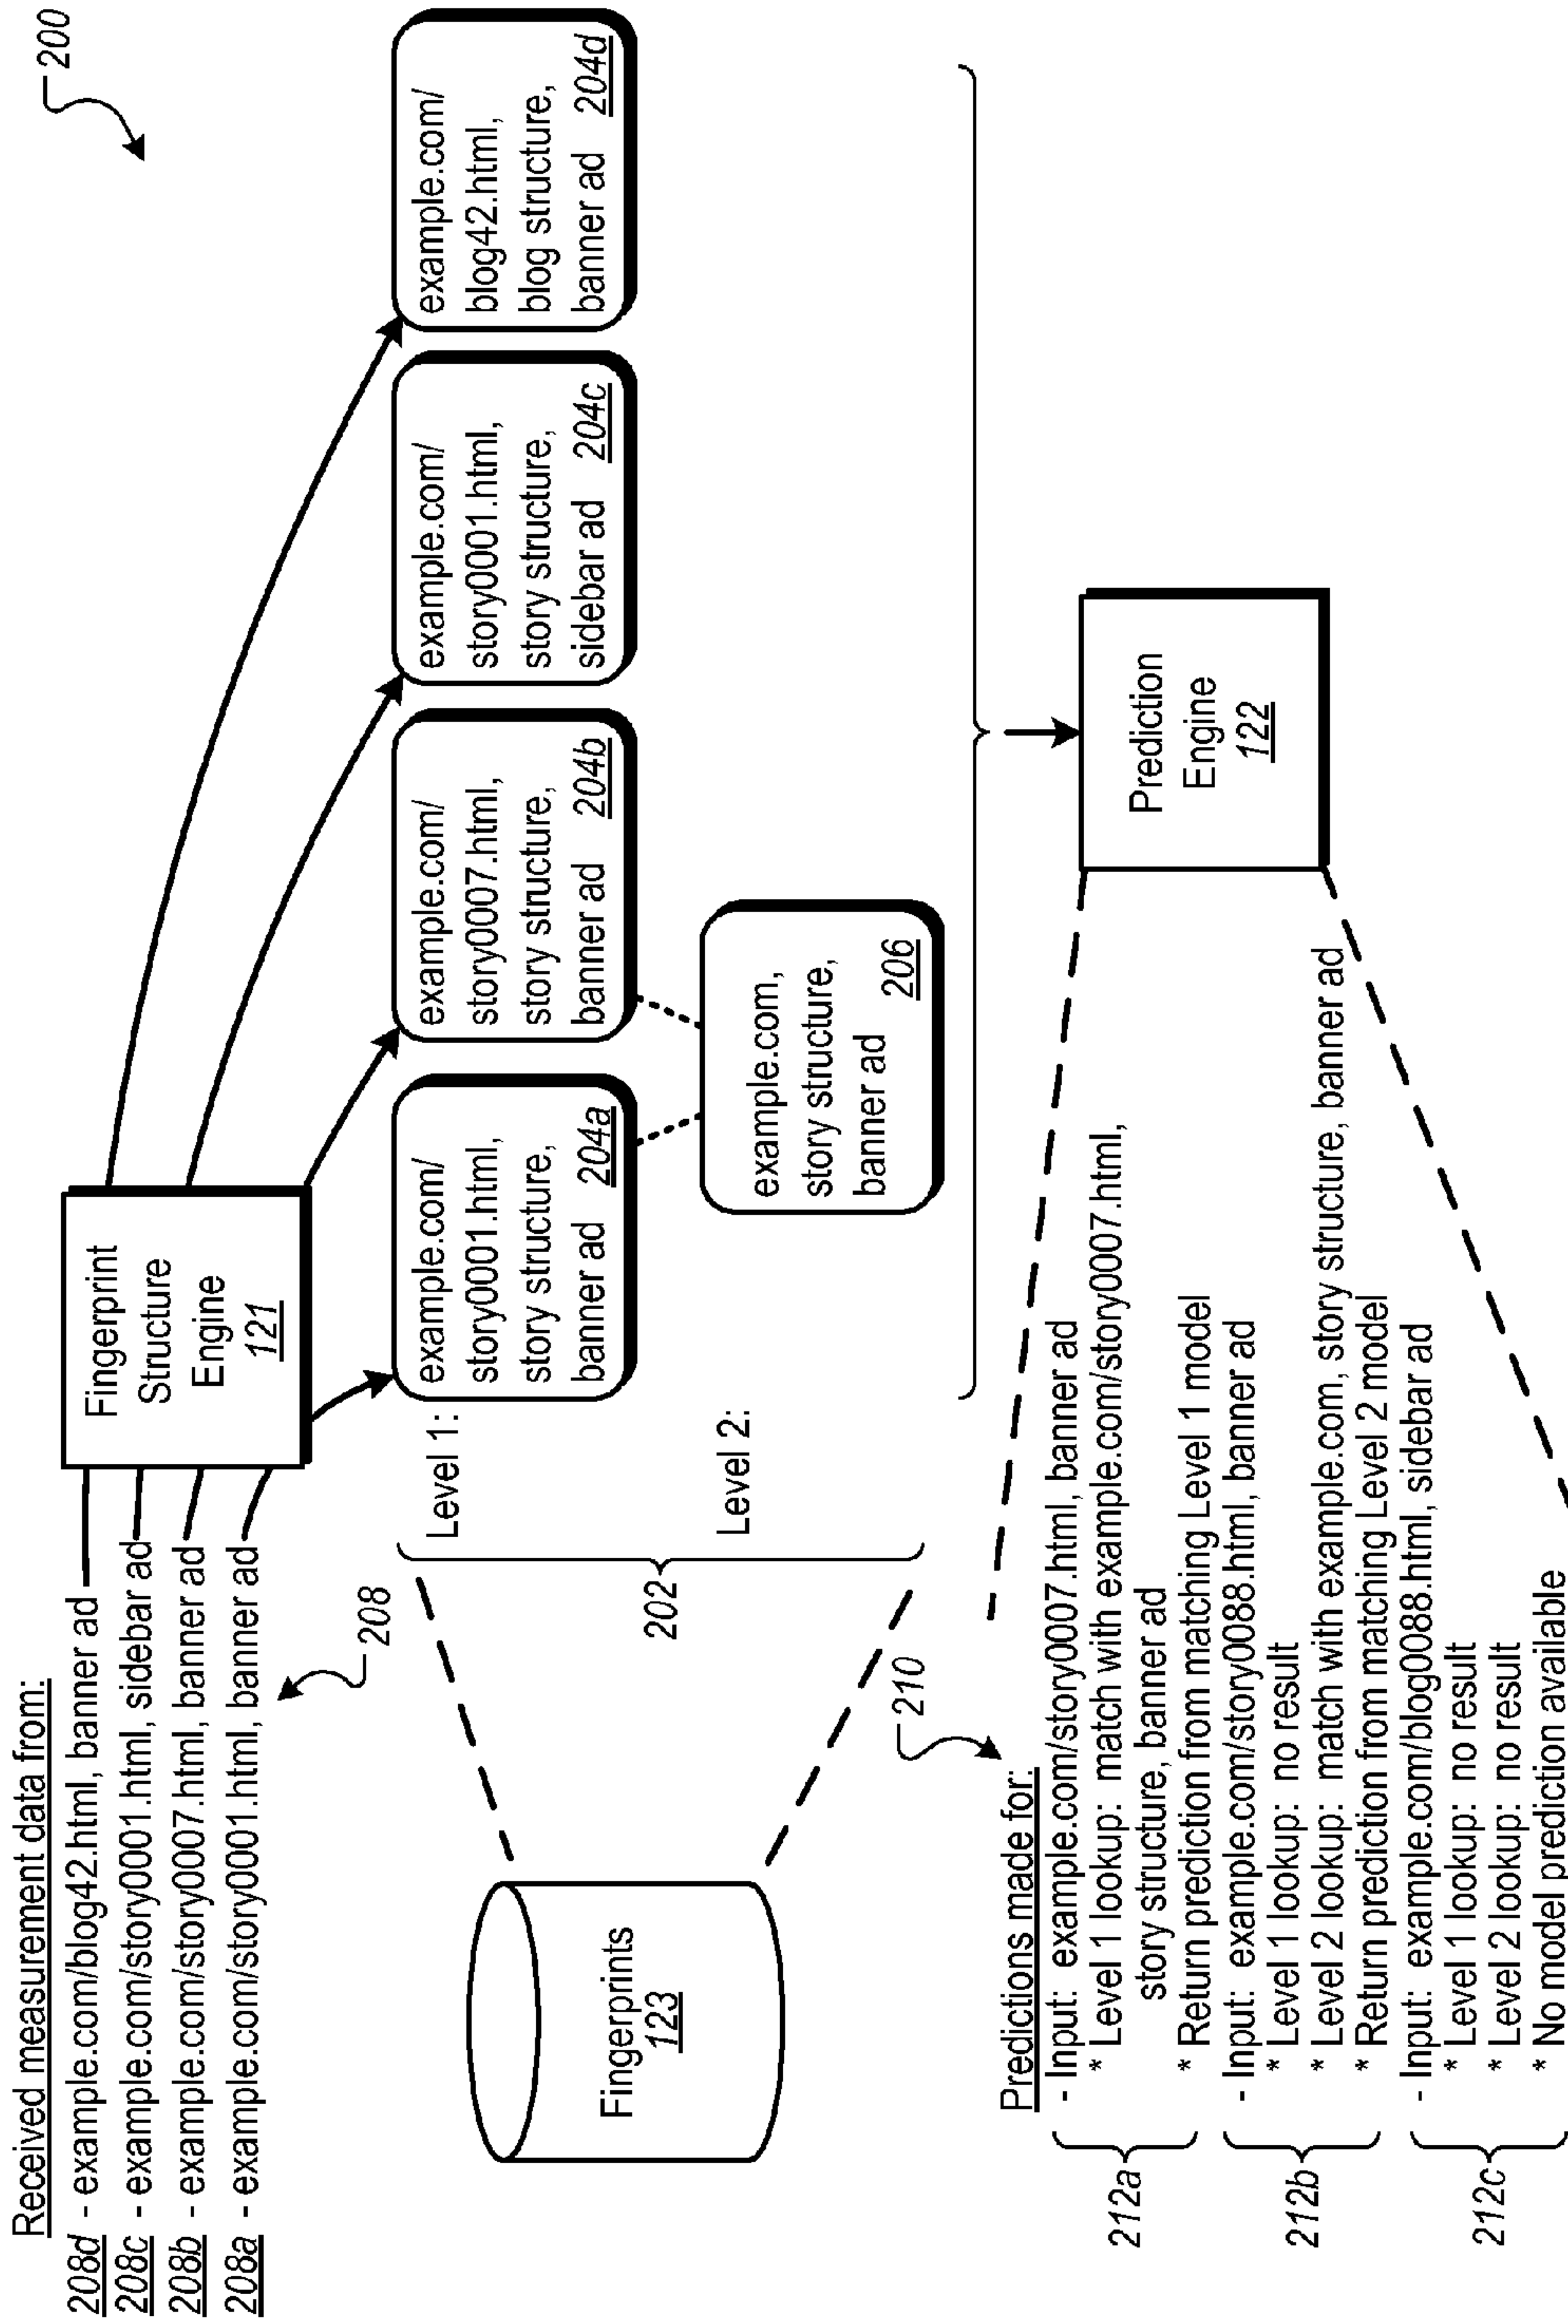 200
Received measurement data from:
208d - example.com/blog42.html, banner ad
208c - example.com/story0001.html, sidebar ad
208b - example.com/story0007.html, banner ad
208a - example.com/story0001.html, banner ad
208
Fingerprint
Structure
Engine
121
Fingerprints
123
202
Level 1:
example.com/
story0001.html,
story structure,
banner ad 204a
example.com/
story0007.html,
story structure,
banner ad 204b
example.com/
story0001.html,
story structure,
sidebar ad 204c
example.com/
blog42.html,
blog structure,
banner ad 204d
Level 2:
example.com,
story structure,
banner ad 206
210
Predictions made for:
212a
- Input: example.com/story0007.html, banner ad
* Level 1 lookup: match with example.com/story0007.html,
story structure, banner ad
* Return prediction from matching Level 1 model
212b
- Input: example.com/story0088.html, banner ad
* Level 1 lookup: no result
* Level 2 lookup: match with example.com, story structure, banner ad
* Return prediction from matching Level 2 model
212c
- Input: example.com/blog0088.html, sidebar ad
* Level 1 lookup: no result
* Level 2 lookup: no result
* No model prediction available
Prediction
Engine
122